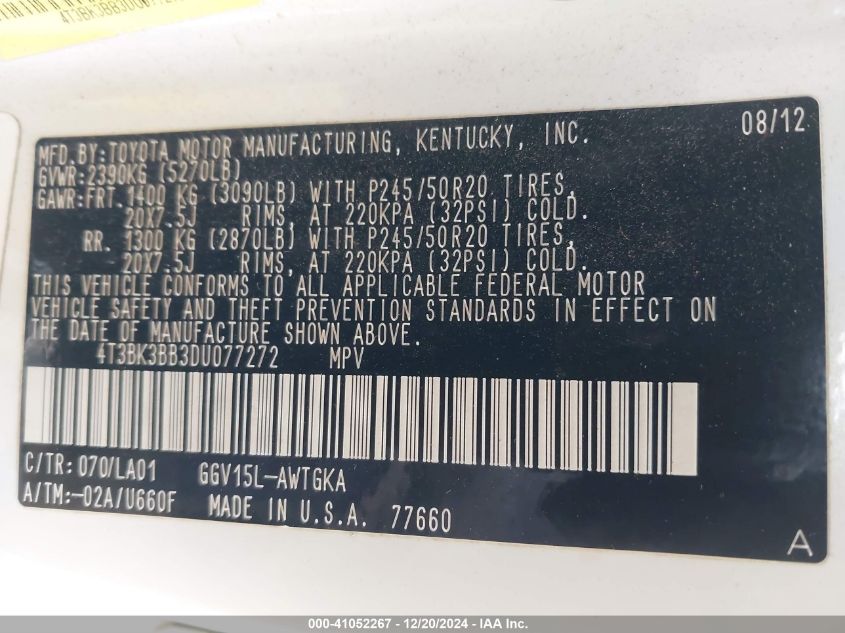 4T3BK3BB3DU077272
08/12
MFD.BY:TOYOTA MOTOR MANUFACTURING, KENTUCKY, INC.
GVWR:2390KG (5270LB)
GAWR:FRT.1400 KG (3090LB) WITH P245/50R20 TIRES,
20X7.5J RIMS, AT 220KPA (32PSI) COLD.
RR. 1300 KG (2870LB) WITH P245/50R20 TIRES,
20X7.5J RIMS, AT 220KPA (32PSI) COLD.
THIS VEHICLE CONFORMS TO ALL APPLICABLE FEDERAL MOTOR
VEHICLE SAFETY AND THEFT PREVENTION STANDARDS IN EFFECT ON
THE DATE OF MANUFACTURE SHOWN ABOVE.
4T3BK3BB3DU077272 MPV
C/TR: 070/LA01 GGV15L-AWTGKA
A/TM:-02A/U660F MADE IN U.S.A. 77660
A
000-41052267 - 12/20/2024 - IAA Inc.